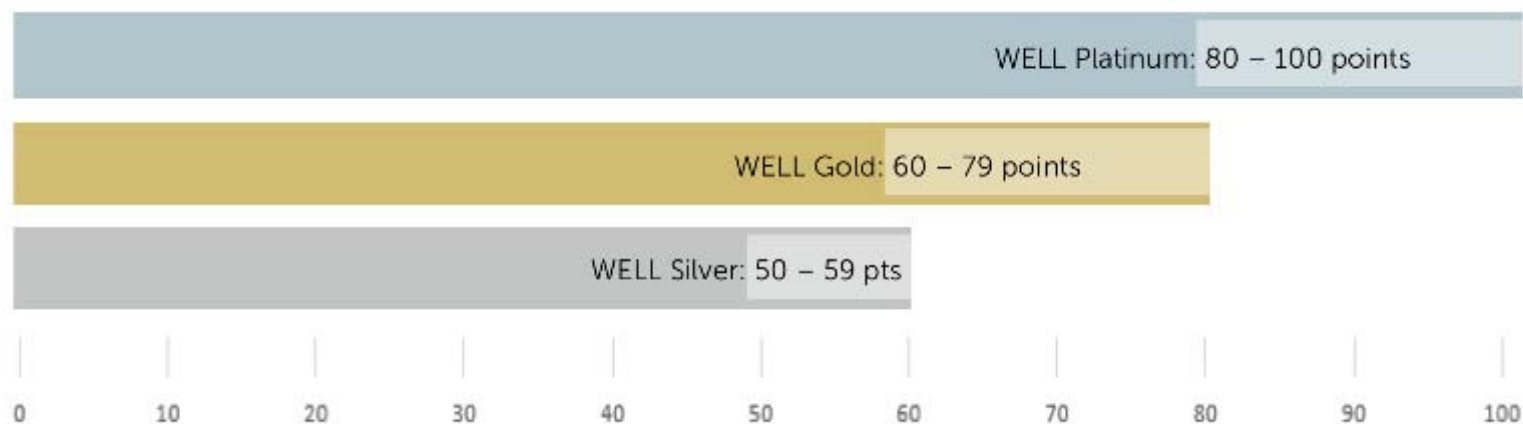 WELL Platinum: 80 – 100 points
WELL Gold: 60 – 79 points
WELL Silver: 50 – 59 pts
0 10 20 30 40 50 60 70 80 90 100